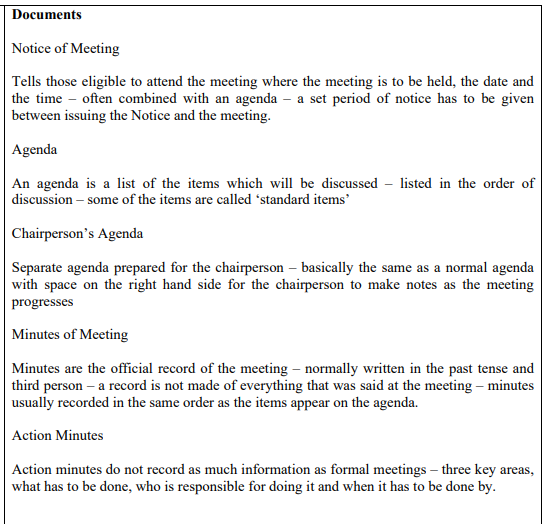 Documents
Notice of Meeting
Tells those eligible to attend the meeting where the meeting is to be held, the date and
the time – often combined with an agenda – a set period of notice has to be given
between issuing the Notice and the meeting.
Agenda
An agenda is a list of the items which will be discussed – listed in the order of
discussion – some of the items are called ‘standard items’
Chairperson’s Agenda
Separate agenda prepared for the chairperson – basically the same as a normal agenda
with space on the right hand side for the chairperson to make notes as the meeting
progresses
Minutes of Meeting
Minutes are the official record of the meeting – normally written in the past tense and
third person – a record is not made of everything that was said at the meeting – minutes
usually recorded in the same order as the items appear on the agenda.
Action Minutes
Action minutes do not record as much information as formal meetings – three key areas,
what has to be done, who is responsible for doing it and when it has to be done by.